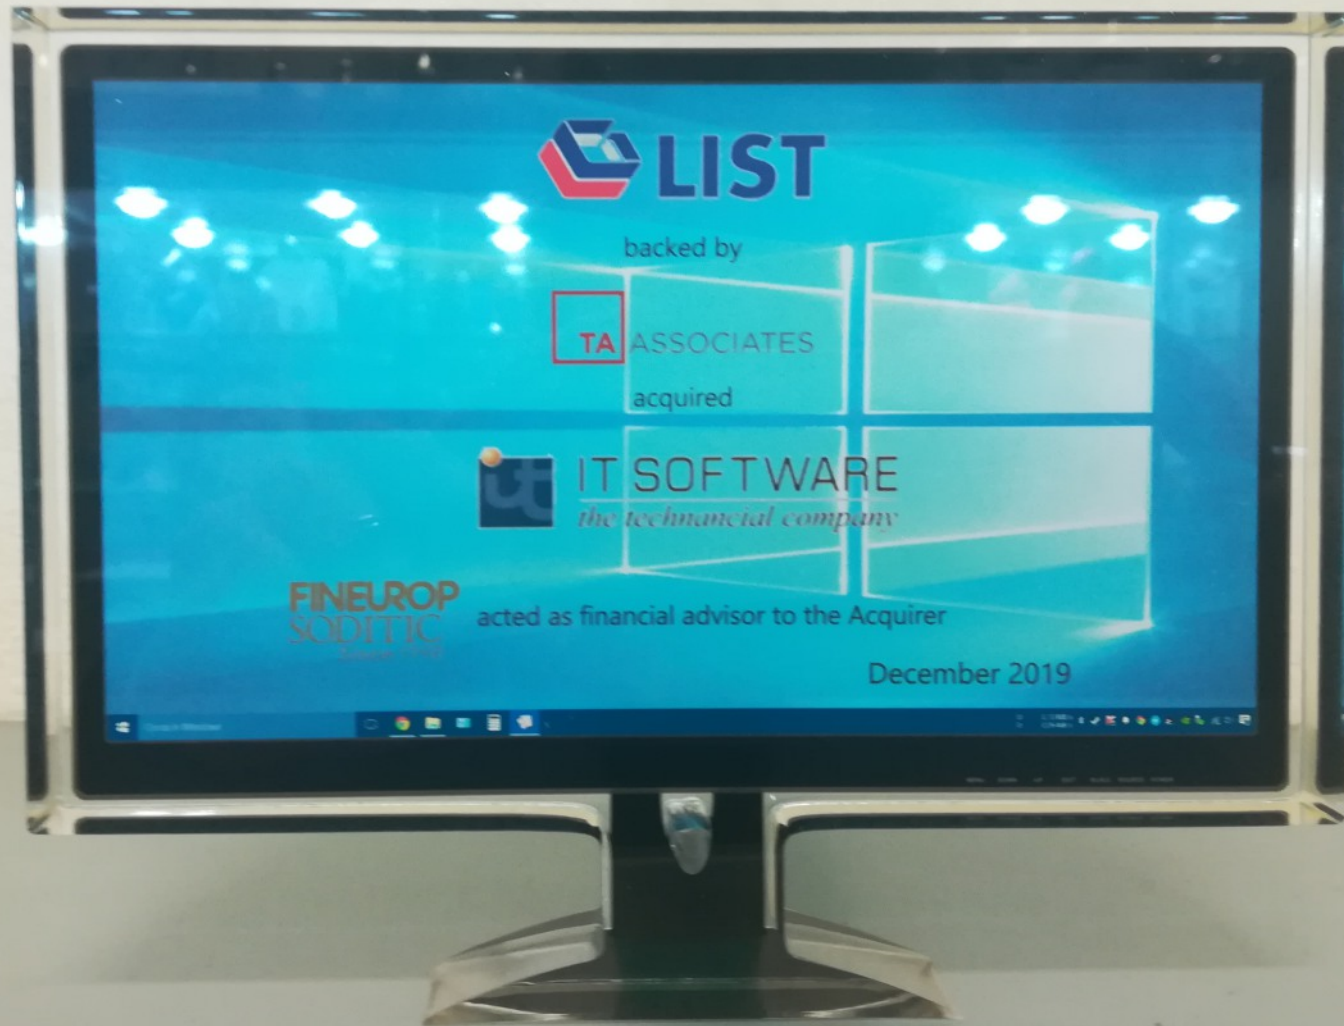 LIST
backed by
TA ASSOCIATES
acquired
IT SOFTWARE
the technancial company
FINEUROP
SODITIC
acted as financial advisor to the Acquirer
December 2019